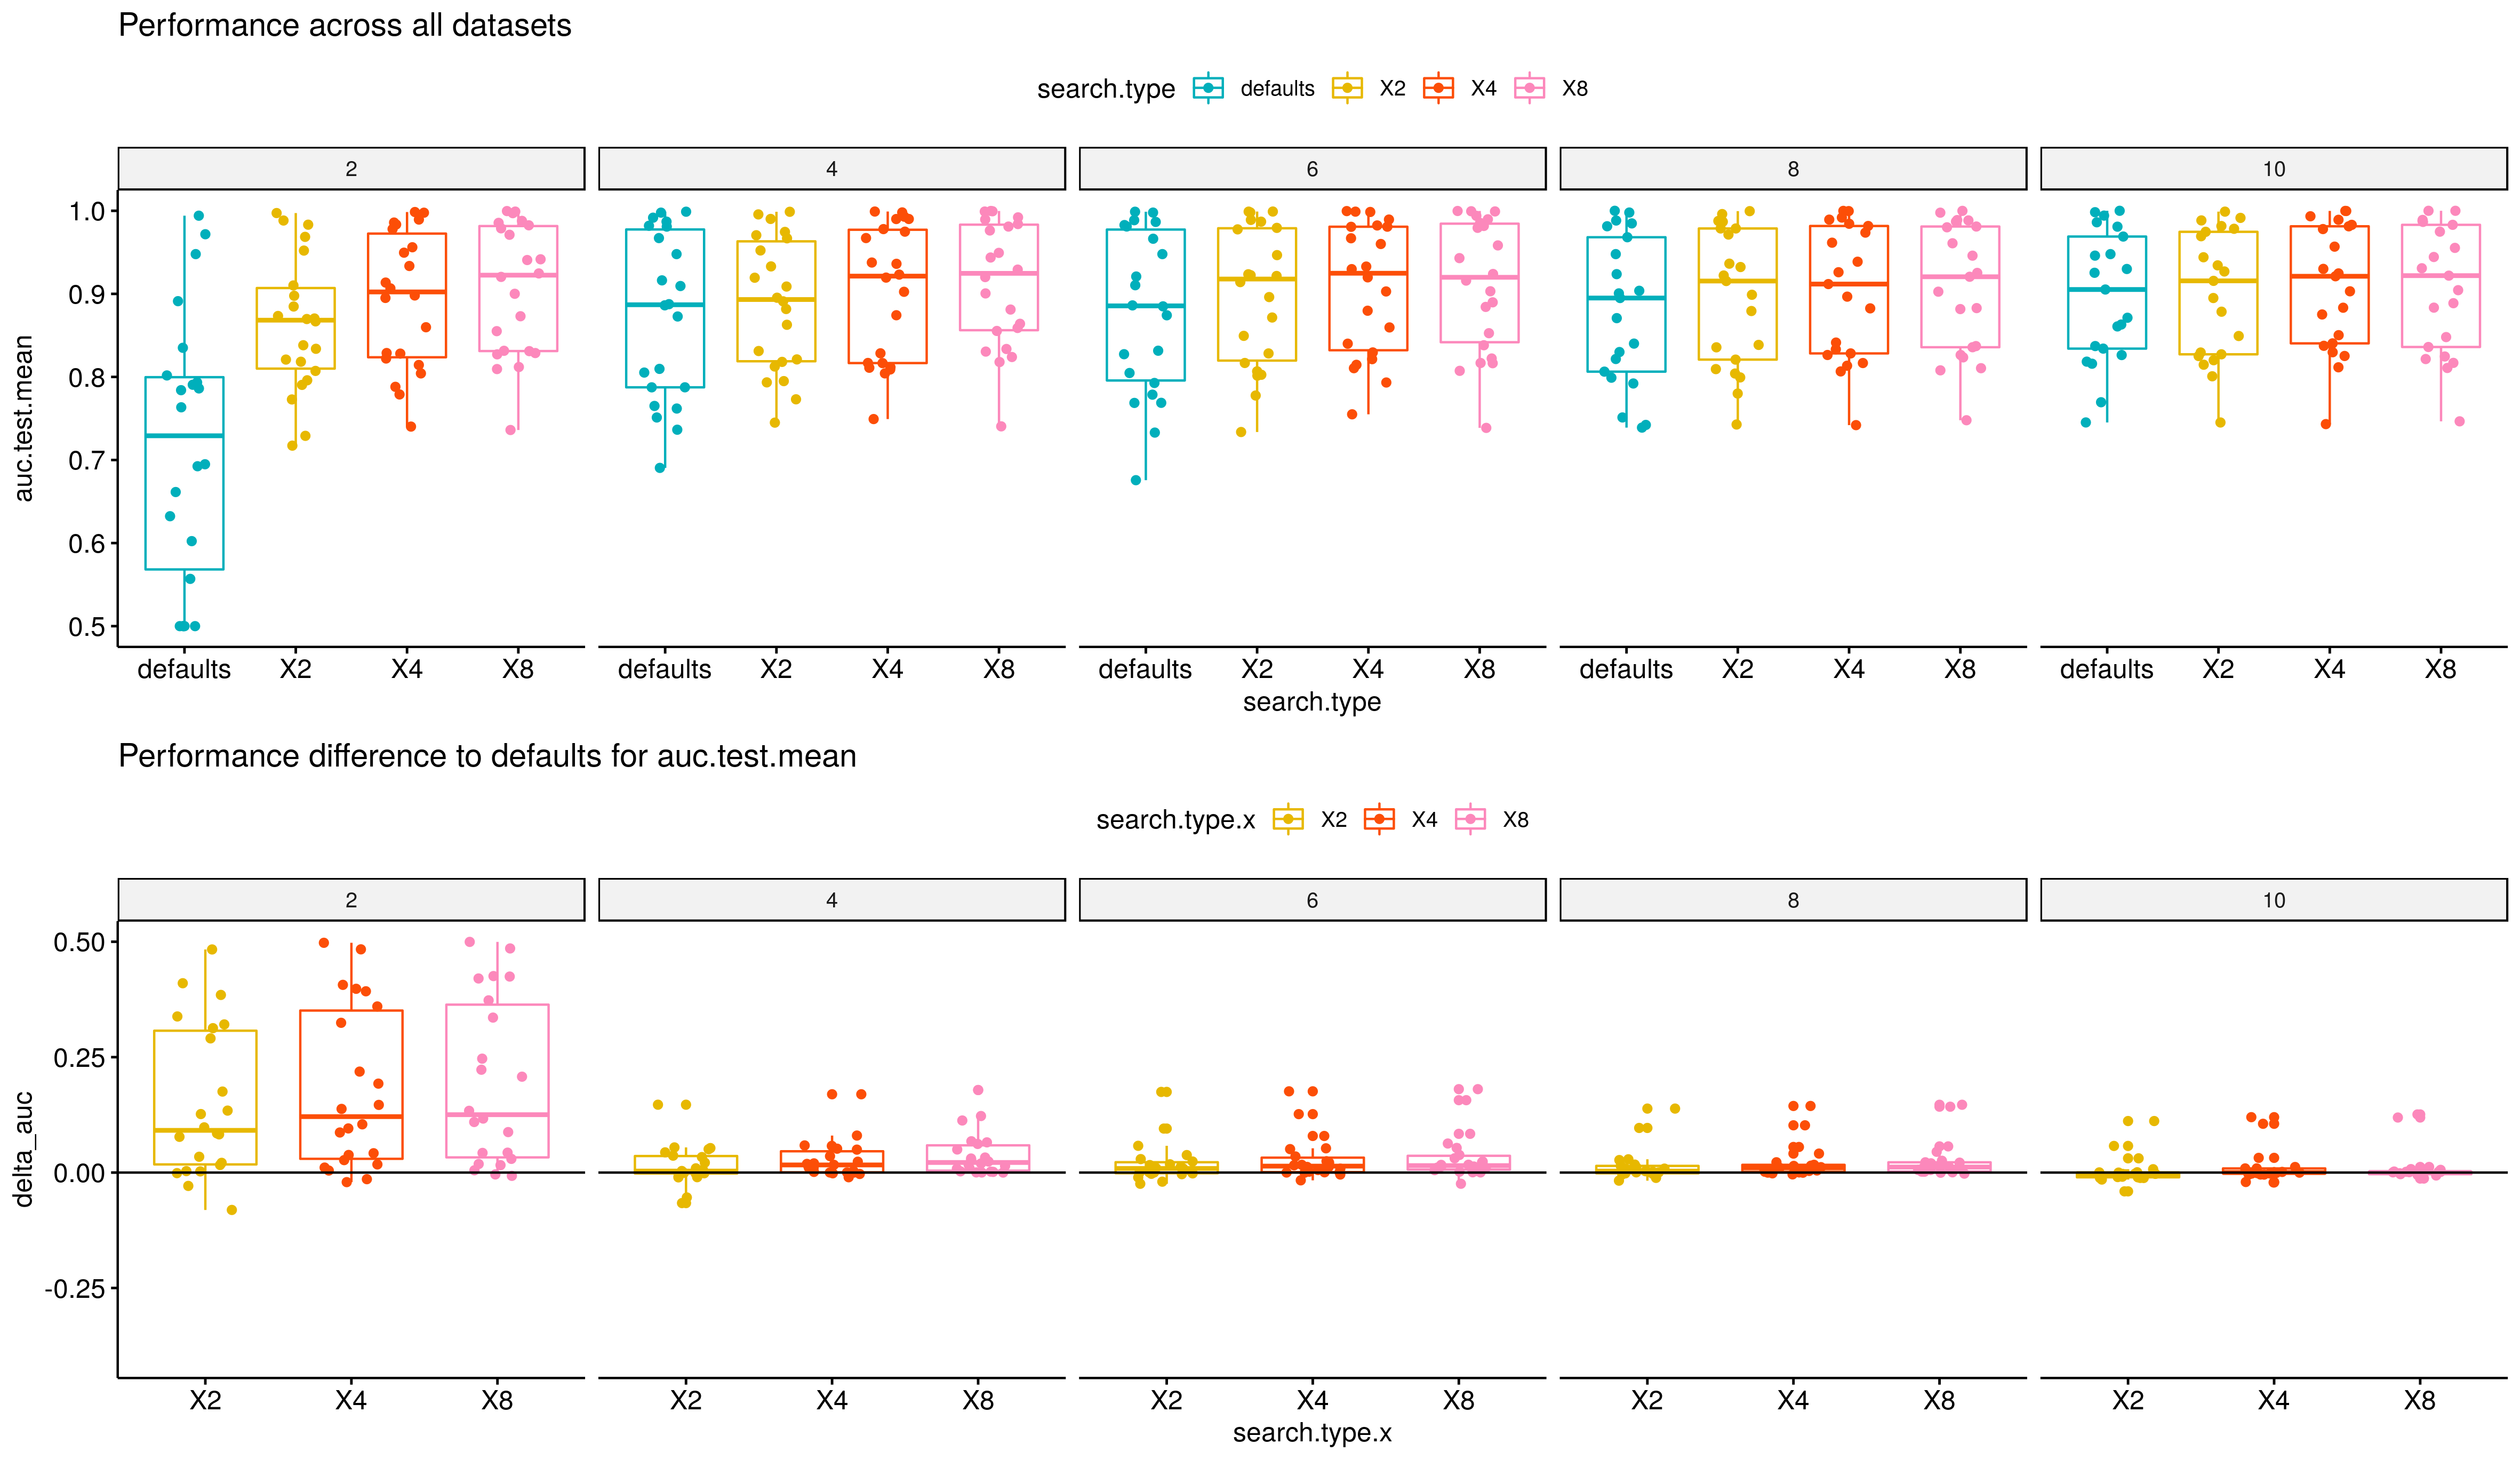 Performance across all datasets
search.type defaults X2 X4 X8
2 4 6 8 10
auc.test.mean
1.0
0.9
0.8
0.7
0.6
0.5
defaults X2 X4 X8 defaults X2 X4 X8 defaults X2 X4 X8 defaults X2 X4 X8 defaults X2 X4 X8
search.type
Performance difference to defaults for auc.test.mean
search.type.x X2 X4 X8
2 4 6 8 10
delta_auc
0.50
0.25
0.00
-0.25
X2 X4 X8 X2 X4 X8 X2 X4 X8 X2 X4 X8 X2 X4 X8
search.type.x